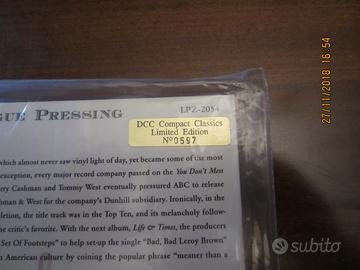 GUE PRESSING
LPZ-2054
DCC Compact Classics
Limited Edition
Nº0597
which almost never saw vinyl light of day, yet became some of use most
exception, every major record company passed on the You Don't Mess
erry Cashman and Tommy West eventually pressured ABC to release
Cashman & West for the company's Dunhill subsidiary. Ironically, in the
letion, the title track was in the Top Ten, and its melancholy follow-
he critic's favorite. With the next album, Life & Times, the producers
Set Of Footsteps" to help set-up the single "Bad, Bad Leroy Brown"
American culture by coining the popular phrase "meaner than a
27/11/2018 16:54
subito